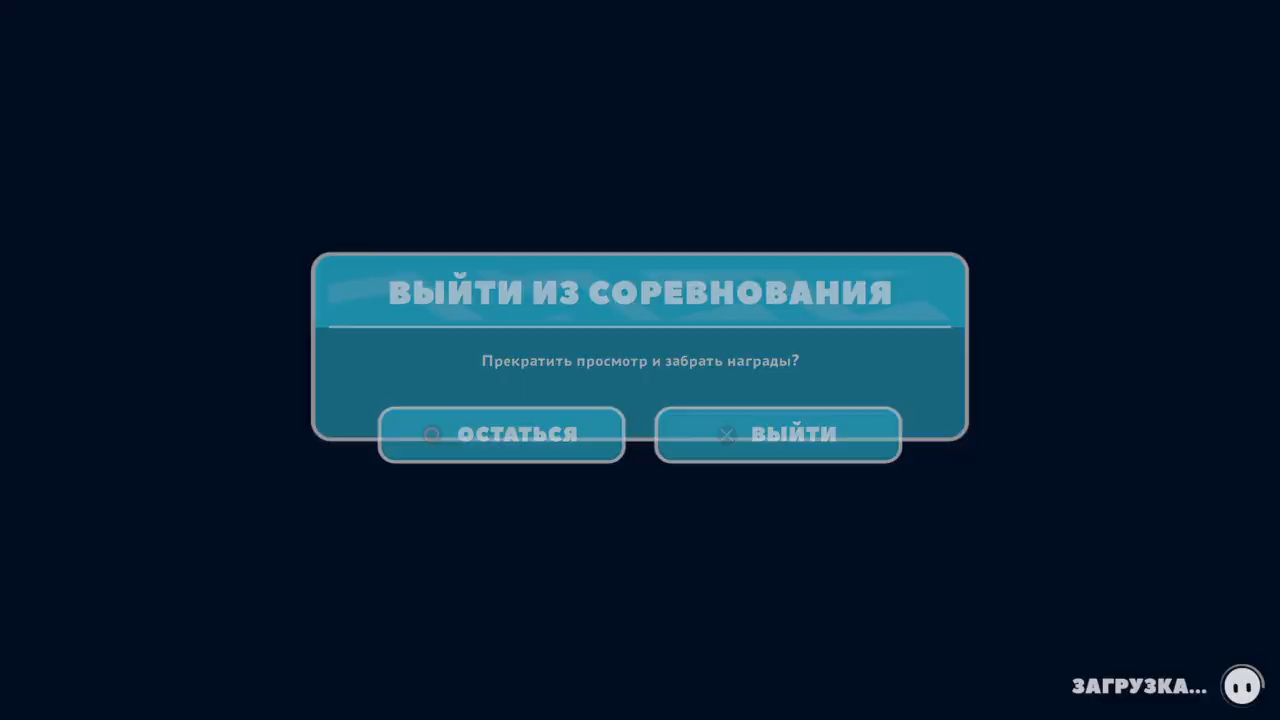 ВЫЙТИ ИЗ СОРЕВНОВАНИЯ
Прекратить просмотр и забрать награды?
ОСТАТЬСЯ
ВЫЙТИ
ЗАГРУЗКА...